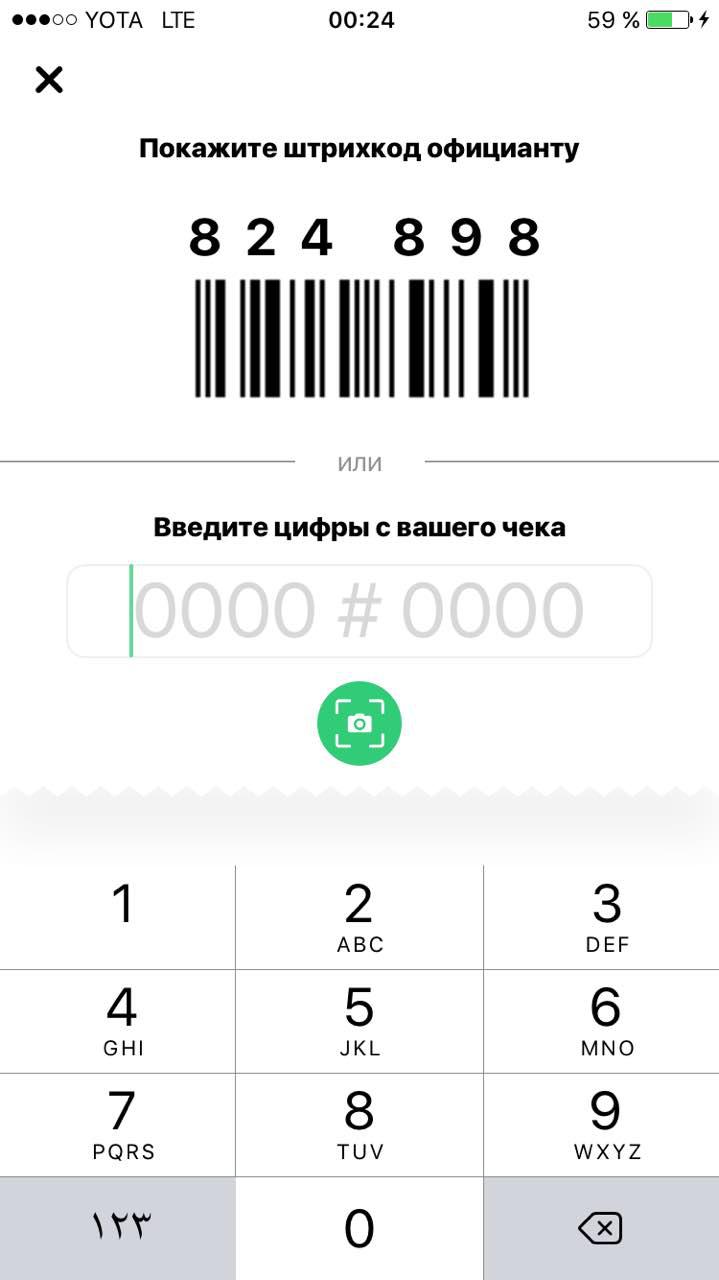 YOTA LTE 00:24 59 %
Покажите штрихкод официанту
824 898
или
Введите цифры с вашего чека
0000 # 0000
1 2 3
ABC DEF
4 5 6
GHI JKL MNO
7 8 9
PQRS TUV WXYZ
١٢٣ 0